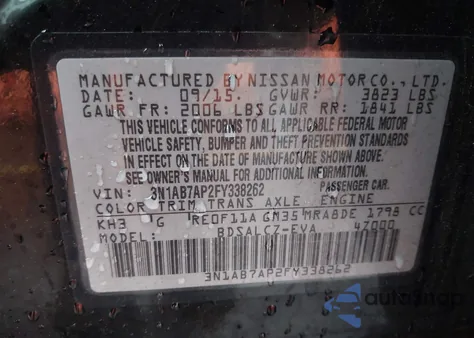 MANUFACTURED BY NISSAN MOTOR CO., LTD.
DATE: 09/15 GVWR: 3823 LBS
GAWR FR: 2006 LBS GAWR RR: 1841 LBS
THIS VEHICLE CONFORMS TO ALL APPLICABLE FEDERAL MOTOR
VEHICLE SAFETY, BUMPER AND THEFT PREVENTION STANDARDS
IN EFFECT ON THE DATE OF MANUFACTURE SHOWN ABOVE.
SEE OWNER'S MANUAL FOR ADDITIONAL INFORMATION.
VIN: 3N1AB7AP2FY338262 PASSENGER CAR.
COLOR TRIM TRANS AXLE ENGINE
KH3 G RE0F11A GM35 MRA8DE 1798 CC
MODEL: BDSALCZ-EVA 47000
3N1AB7AP2FY338262
autosnap